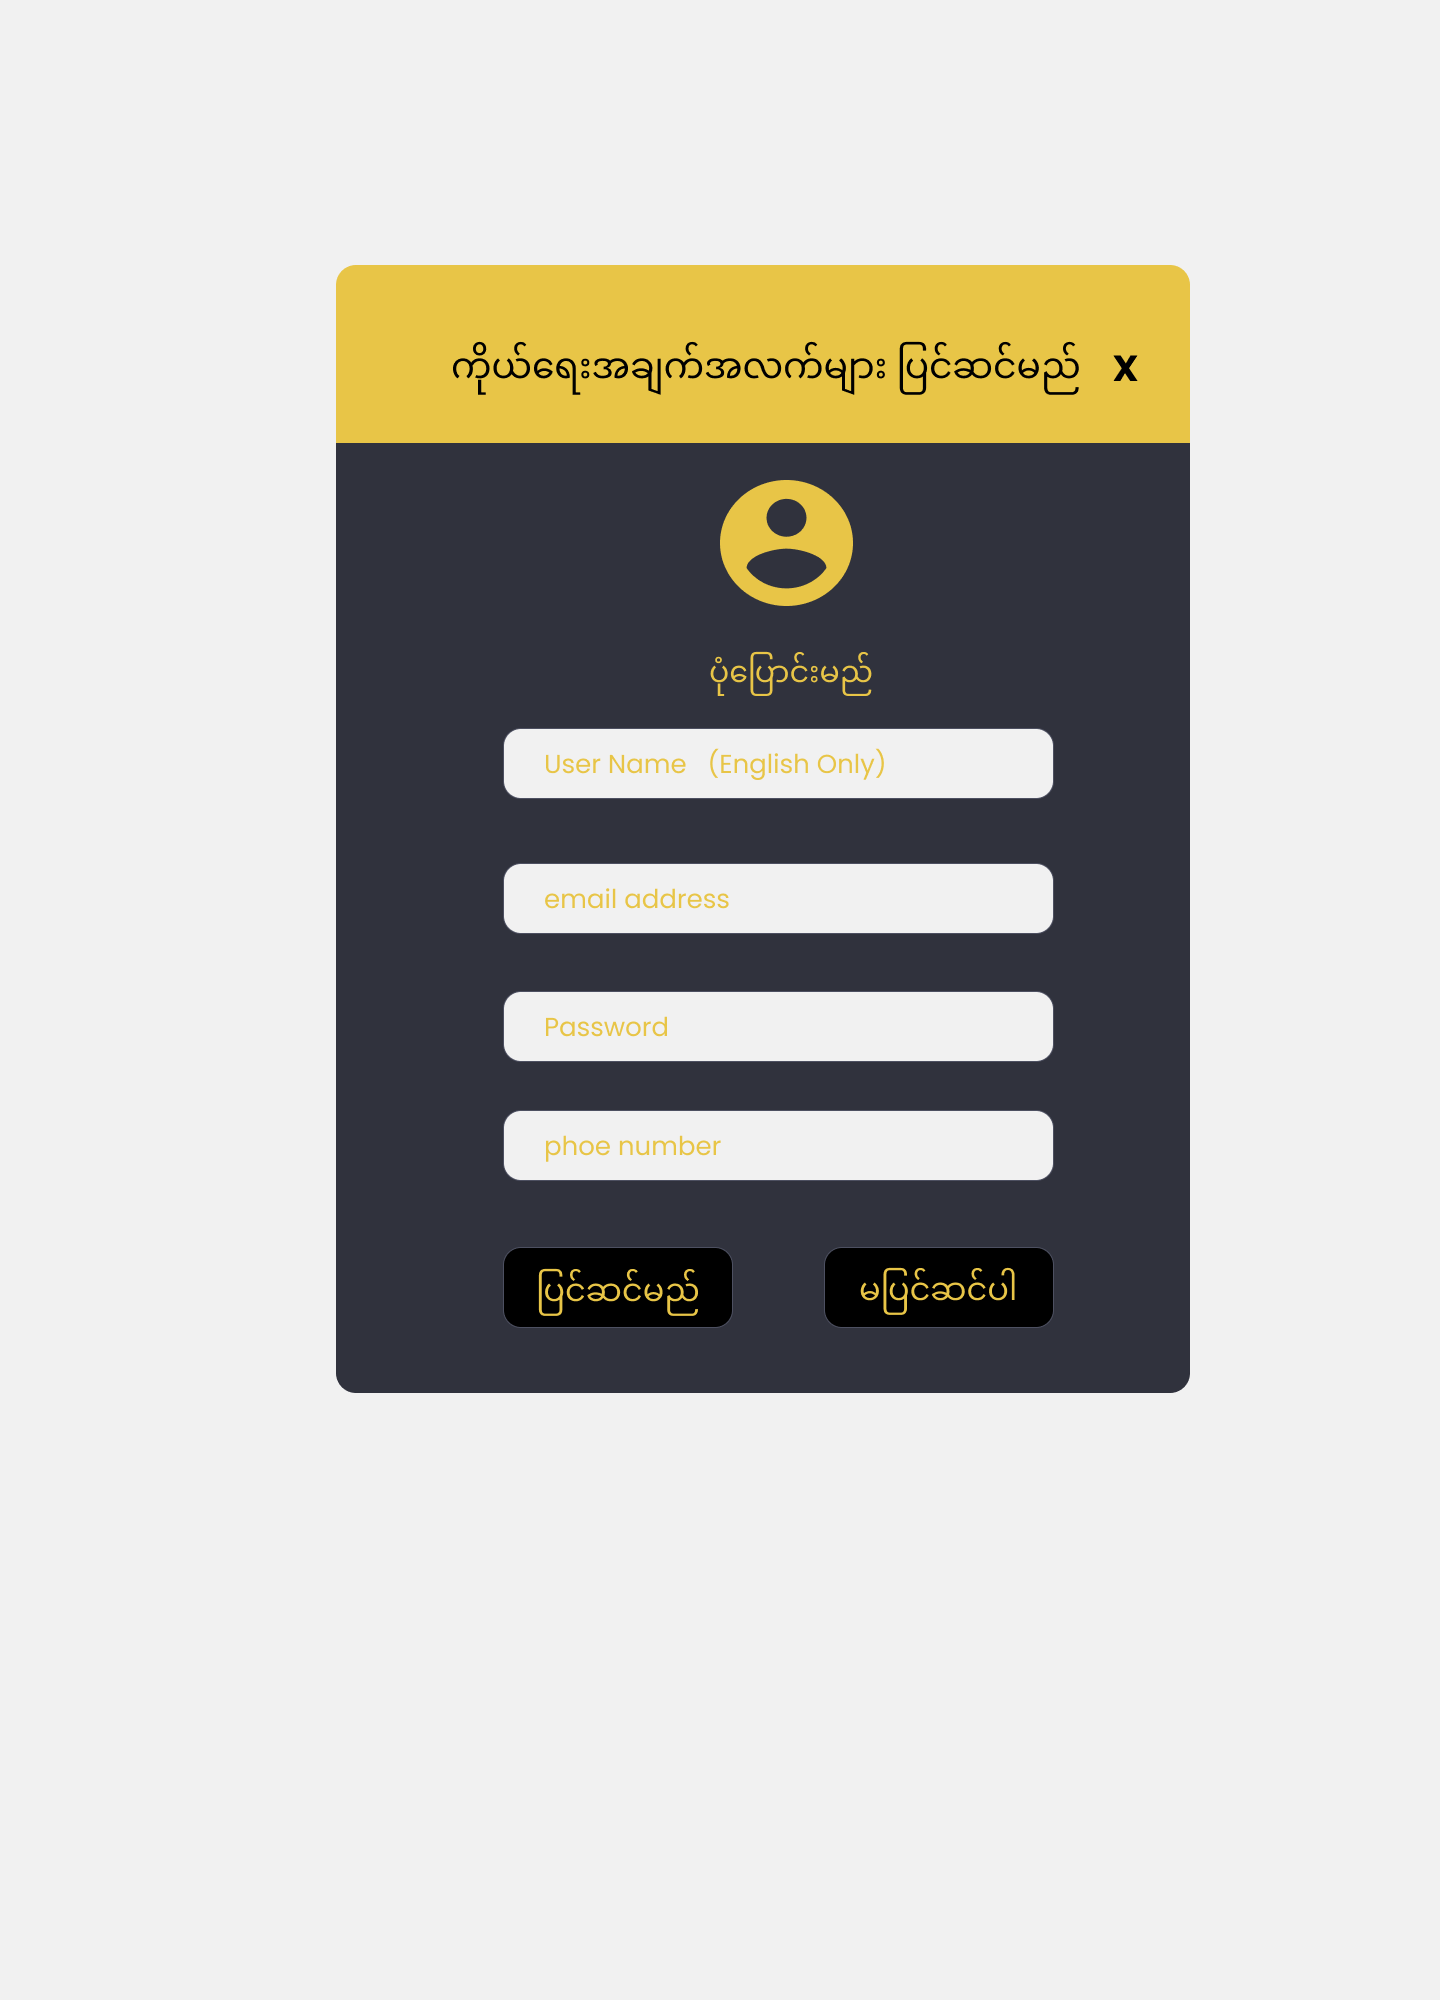 ကိုယ်ရေးအချက်အလက်များ ပြင်ဆင်မည် x
ပုံပြောင်းမည်
User Name (English Only)
email address
Password
phoe number
ပြင်ဆင်မည် မပြင်ဆင်ပါ